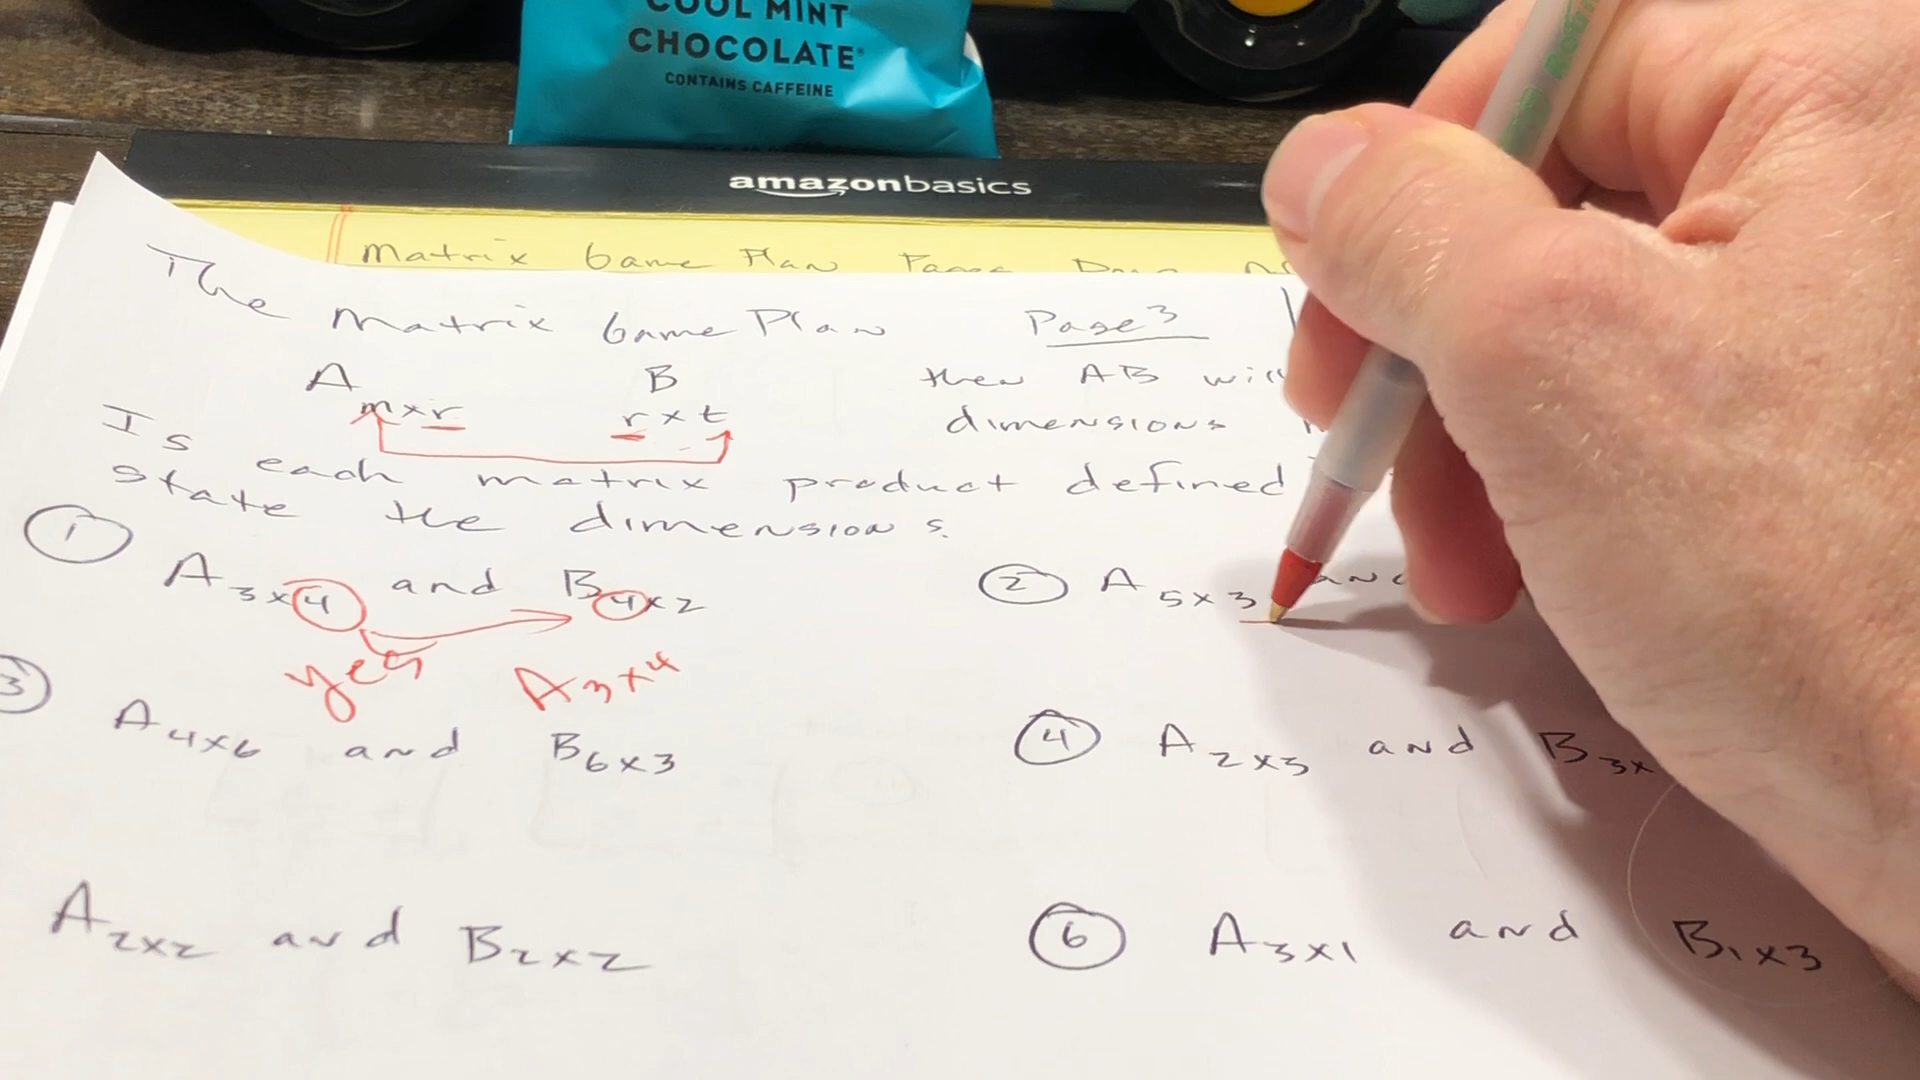 COOL MINT
CHOCOLATE®
CONTAINS CAFFEINE
amazonbasics
Matrix Game Plan
The Matrix Game Plan Page 3
A B then AB will
m×r r×t dimensions
Is each matrix product defined
state the dimensions.
① A3×4 and B4×2 ② A5×3 and
yes A3×4
③ A4×6 and B6×3 ④ A2×3 and B3×
A2×2 and B2×2 ⑥ A3×1 and B1×3